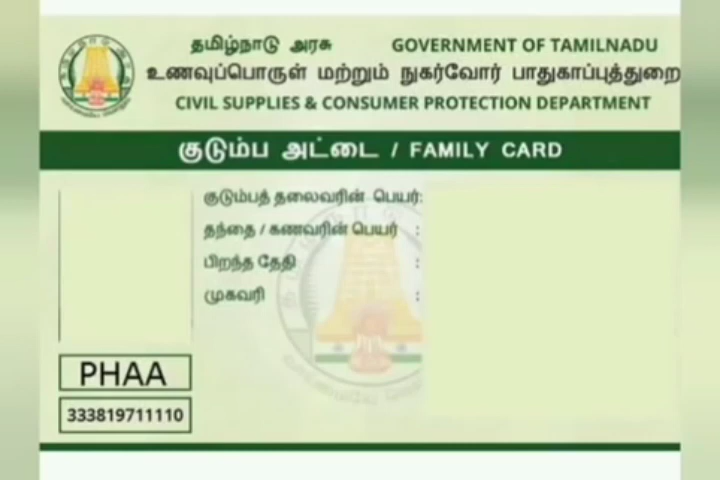 தமிழ்நாடு அரசு GOVERNMENT OF TAMILNADU
உணவுப்பொருள் மற்றும் நுகர்வோர் பாதுகாப்புத்துறை
CIVIL SUPPLIES & CONSUMER PROTECTION DEPARTMENT
குடும்ப அட்டை / FAMILY CARD
குடும்பத் தலைவரின் பெயர்:
தந்தை / கணவரின் பெயர் :
பிறந்த தேதி :
முகவரி :
PHAA
333819711110